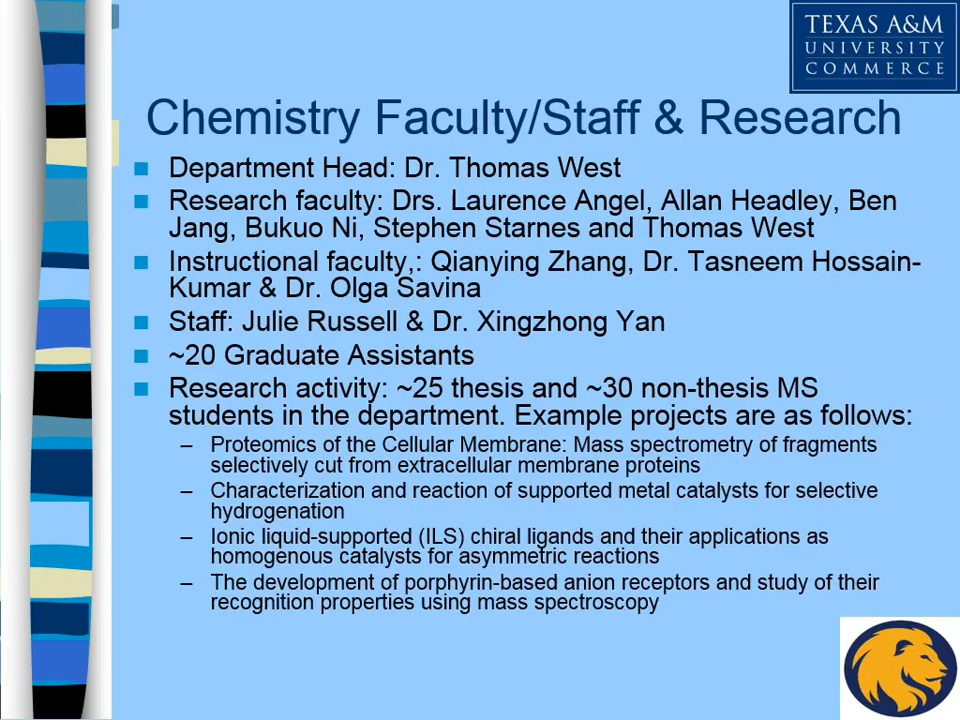 TEXAS A&M
UNIVERSITY
COMMERCE
Chemistry Faculty/Staff & Research
Department Head: Dr. Thomas West
Research faculty: Drs. Laurence Angel, Allan Headley, Ben
Jang, Bukuo Ni, Stephen Starnes and Thomas West
Instructional faculty,: Qianying Zhang, Dr. Tasneem Hossain-
Kumar & Dr. Olga Savina
Staff: Julie Russell & Dr. Xingzhong Yan
~20 Graduate Assistants
Research activity: ~25 thesis and ~30 non-thesis MS
students in the department. Example projects are as follows:
– Proteomics of the Cellular Membrane: Mass spectrometry of fragments
selectively cut from extracellular membrane proteins
– Characterization and reaction of supported metal catalysts for selective
hydrogenation
– Ionic liquid-supported (ILS) chiral ligands and their applications as
homogenous catalysts for asymmetric reactions
– The development of porphyrin-based anion receptors and study of their
recognition properties using mass spectroscopy